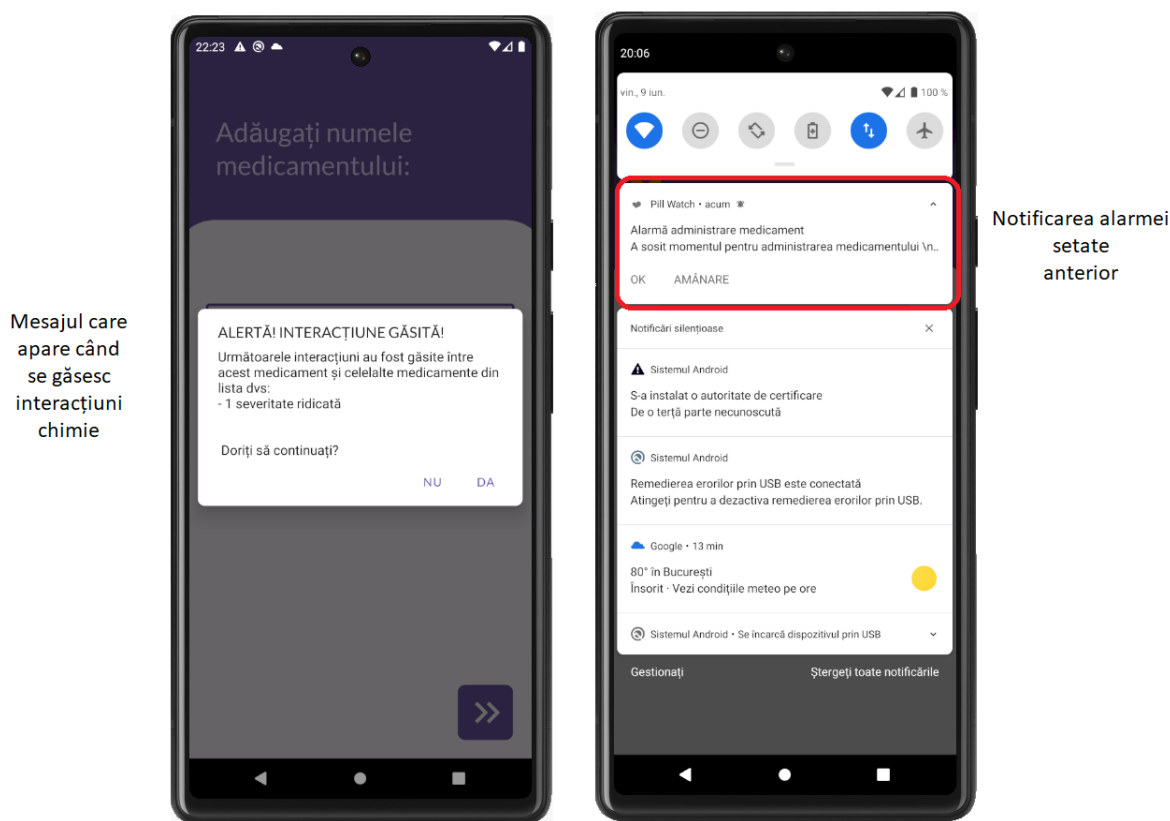 Mesajul care
apare când
se găsesc
interacțiuni
chimie
22:23
Adăugați numele
medicamentului:
ALERTĂ! INTERACȚIUNE GĂSITĂ!
Următoarele interacțiuni au fost găsite între
acest medicament și celelalte medicamente din
lista dvs:
- 1 severitate ridicată
Doriți să continuați?
NU DA
20:06
vin., 9 iun. 100 %
Pill Watch • acum
Alarmă administrare medicament
A sosit momentul pentru administrarea medicamentului \n..
OK AMÂNARE
Notificări silențioase
Sistemul Android
S-a instalat o autoritate de certificare
De o terță parte necunoscută
Sistemul Android
Remedierea erorilor prin USB este conectată
Atingeți pentru a dezactiva remedierea erorilor prin USB.
Google • 13 min
80° în București
Însorit · Vezi condițiile meteo pe ore
Sistemul Android • Se încarcă dispozitivul prin USB
Gestionați Ștergeți toate notificările
Notificarea alarmei
setate
anterior